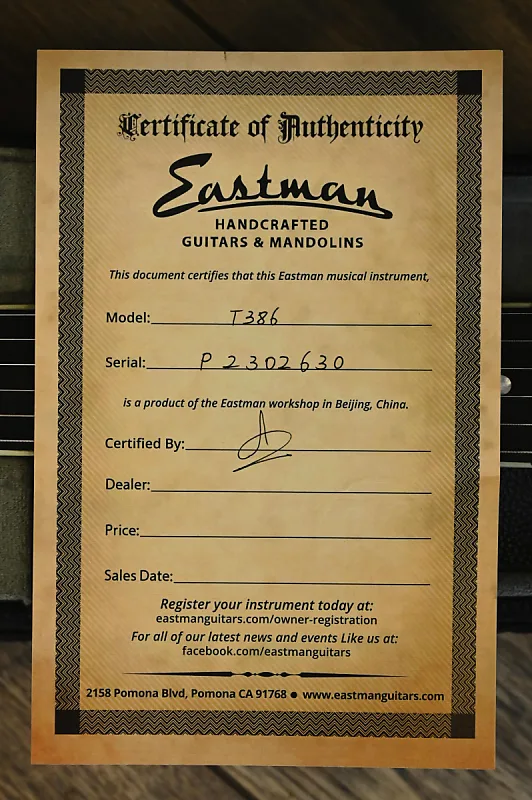 Certificate of Authenticity
Eastman
HANDCRAFTED
GUITARS & MANDOLINS
This document certifies that this Eastman musical instrument,
Model: T386
Serial: P2302630
is a product of the Eastman workshop in Beijing, China.
Certified By:
Dealer:
Price:
Sales Date:
Register your instrument today at:
eastmanguitars.com/owner-registration
For all of our latest news and events Like us at:
facebook.com/eastmanguitars
2158 Pomona Blvd, Pomona CA 91768 ● www.eastmanguitars.com